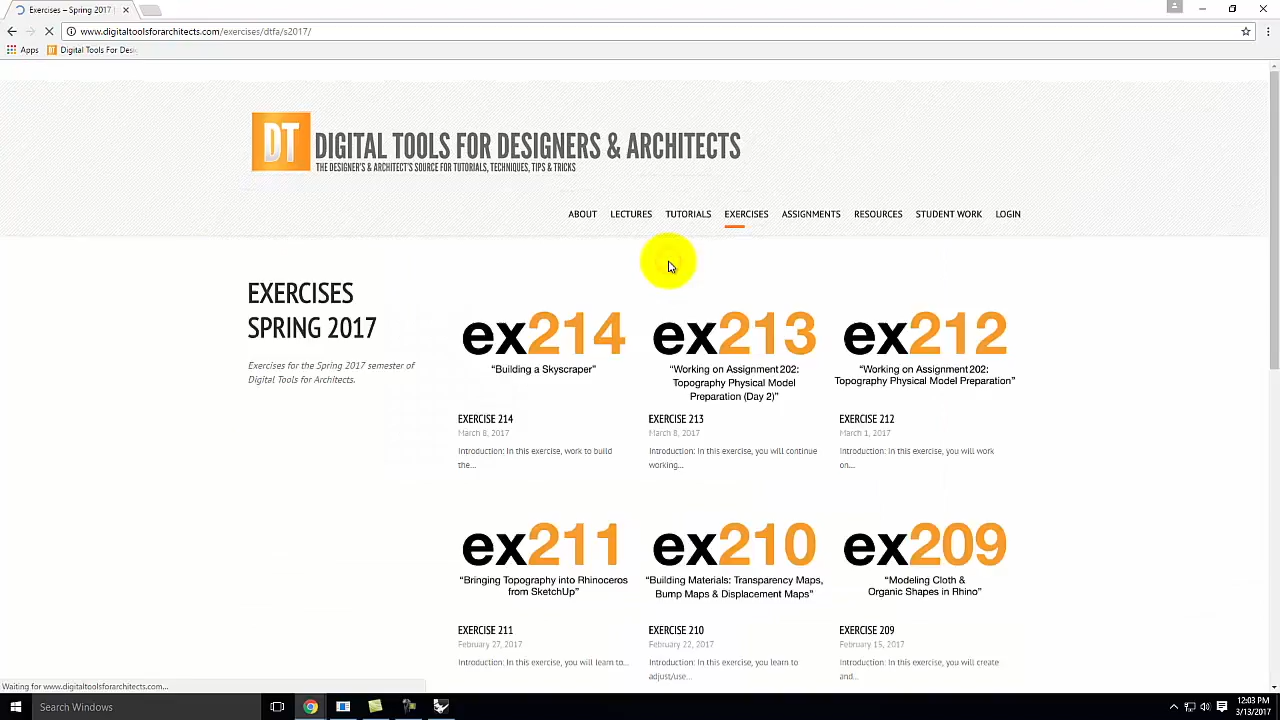 Exercises – Spring 2017 |
www.digitaltoolsforarchitects.com/exercises/dtfa/s2017/
Apps
Digital Tools For Desig
DT
DIGITAL TOOLS FOR DESIGNERS & ARCHITECTS
THE DESIGNER'S & ARCHITECT'S SOURCE FOR TUTORIALS, TECHNIQUES, TIPS & TRICKS
ABOUT LECTURES TUTORIALS EXERCISES ASSIGNMENTS RESOURCES STUDENT WORK LOGIN
EXERCISES
SPRING 2017
Exercises for the Spring 2017 semester of
Digital Tools for Architects.
ex214
"Building a Skyscraper"
EXERCISE 214
March 8, 2017
Introduction: In this exercise, work to build
the...
ex213
"Working on Assignment 202:
Topography Physical Model
Preparation (Day 2)"
EXERCISE 213
March 8, 2017
Introduction: In this exercise, you will continue
working...
ex212
"Working on Assignment 202:
Topography Physical Model Preparation"
EXERCISE 212
March 1, 2017
Introduction: In this exercise, you will work
on...
ex211
"Bringing Topography into Rhinoceros
from SketchUp"
EXERCISE 211
February 27, 2017
Introduction: In this exercise, you will learn to...
ex210
"Building Materials: Transparency Maps,
Bump Maps & Displacement Maps"
EXERCISE 210
February 22, 2017
Introduction: In this exercise, you learn to
adjust/use...
ex209
"Modeling Cloth &
Organic Shapes in Rhino"
EXERCISE 209
February 15, 2017
Introduction: In this exercise, you will create
and...
Waiting for www.digitaltoolsforarchitects.com...
Search Windows
12:03 PM
3/13/2017